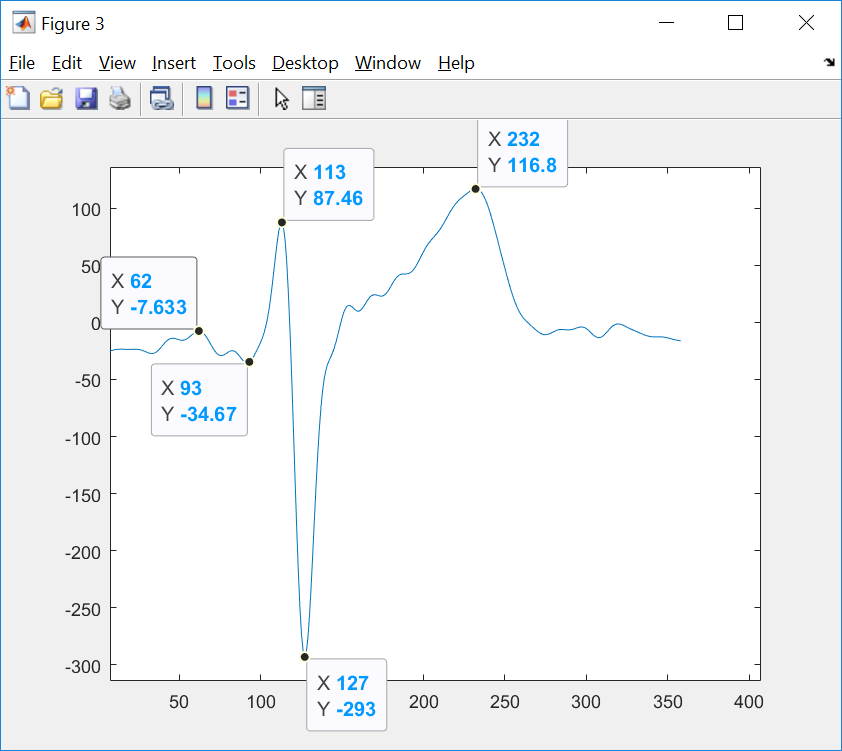 Figure 3
File Edit View Insert Tools Desktop Window Help
X 232
Y 116.8
X 113
Y 87.46
X 62
Y -7.633
X 93
Y -34.67
X 127
Y -293
100
50
0
-50
-100
-150
-200
-250
-300
50 100 200 250 300 350 400